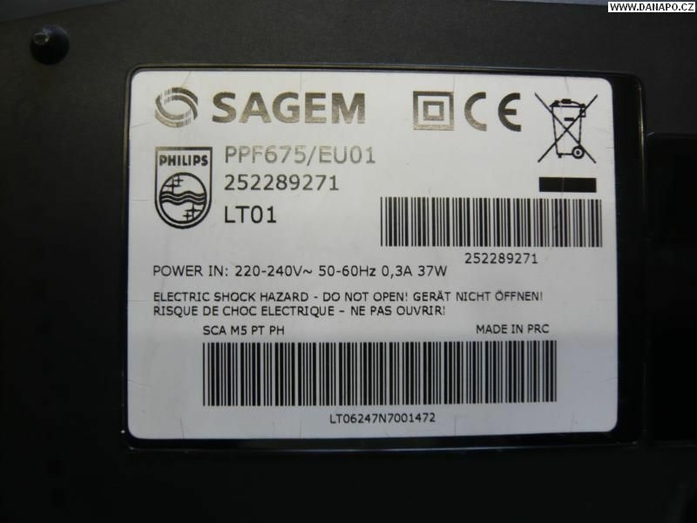 WWW.DANAPO.CZ
SAGEM
CE
PHILIPS
PPF675/EU01
252289271
LT01
252289271
POWER IN: 220-240V~ 50-60Hz 0,3A 37W
ELECTRIC SHOCK HAZARD - DO NOT OPEN! GERÄT NICHT ÖFFNEN!
RISQUE DE CHOC ELECTRIQUE – NE PAS OUVRIR!
SCA M5 PT PH
MADE IN PRC
LT06247N7001472